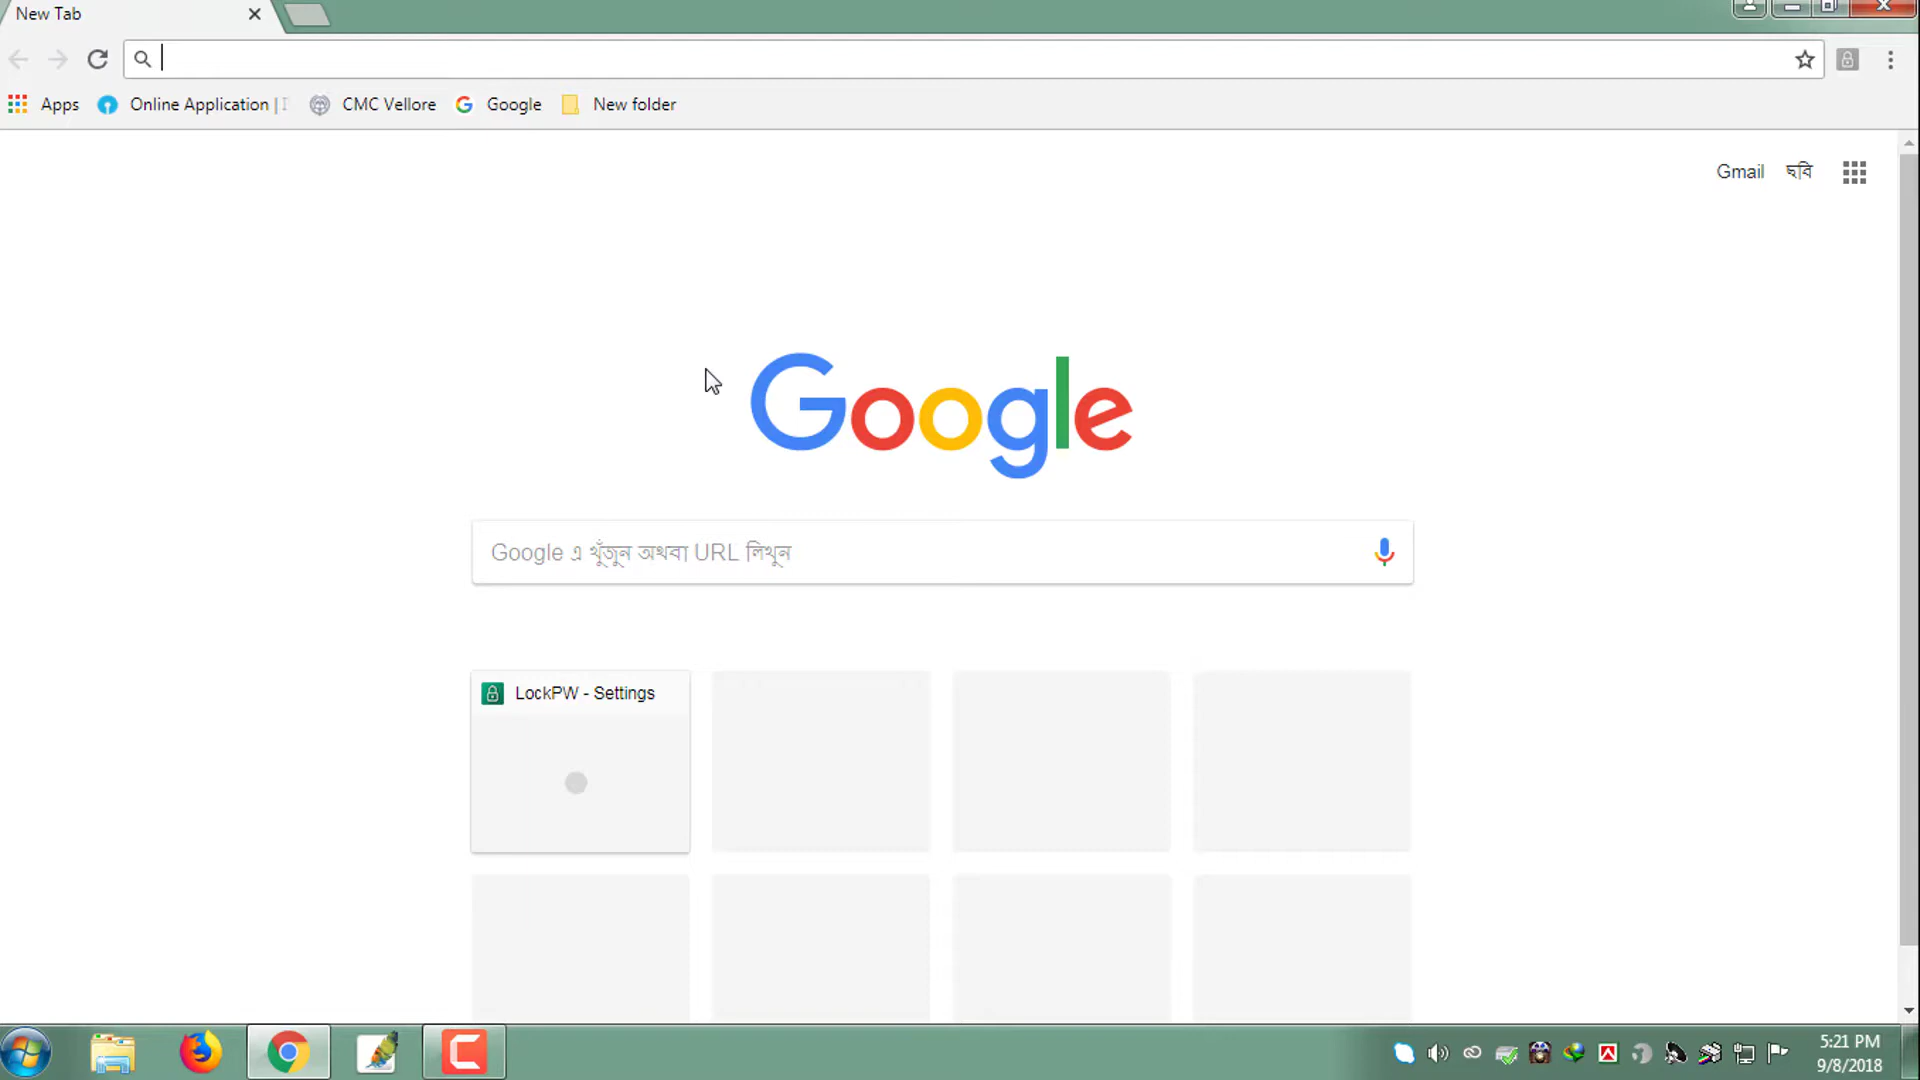 New Tab
Apps
Online Application |
CMC Vellore
Google
New folder
Gmail
ছবি
Google
Google এ খুঁজুন অথবা URL লিখুন
LockPW - Settings
5:21 PM
9/8/2018